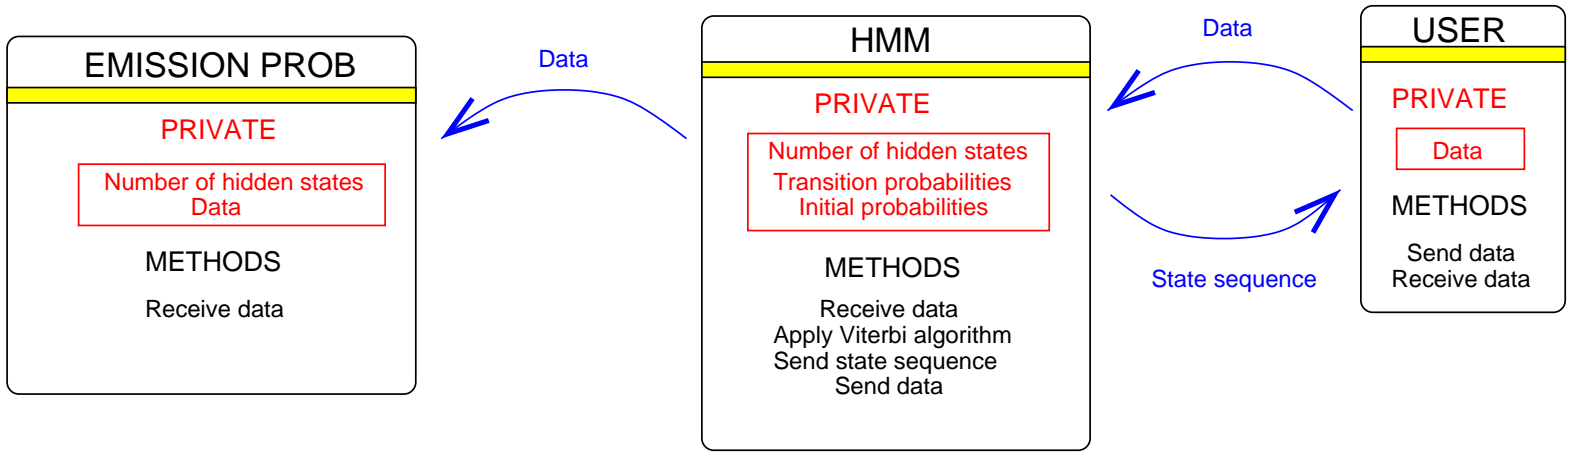 EMISSION PROB
PRIVATE
Number of hidden states
Data
METHODS
Receive data
Data
HMM
PRIVATE
Number of hidden states
Transition probabilities
Initial probabilities
METHODS
Receive data
Apply Viterbi algorithm
Send state sequence
Send data
Data
State sequence
USER
PRIVATE
Data
METHODS
Send data
Receive data